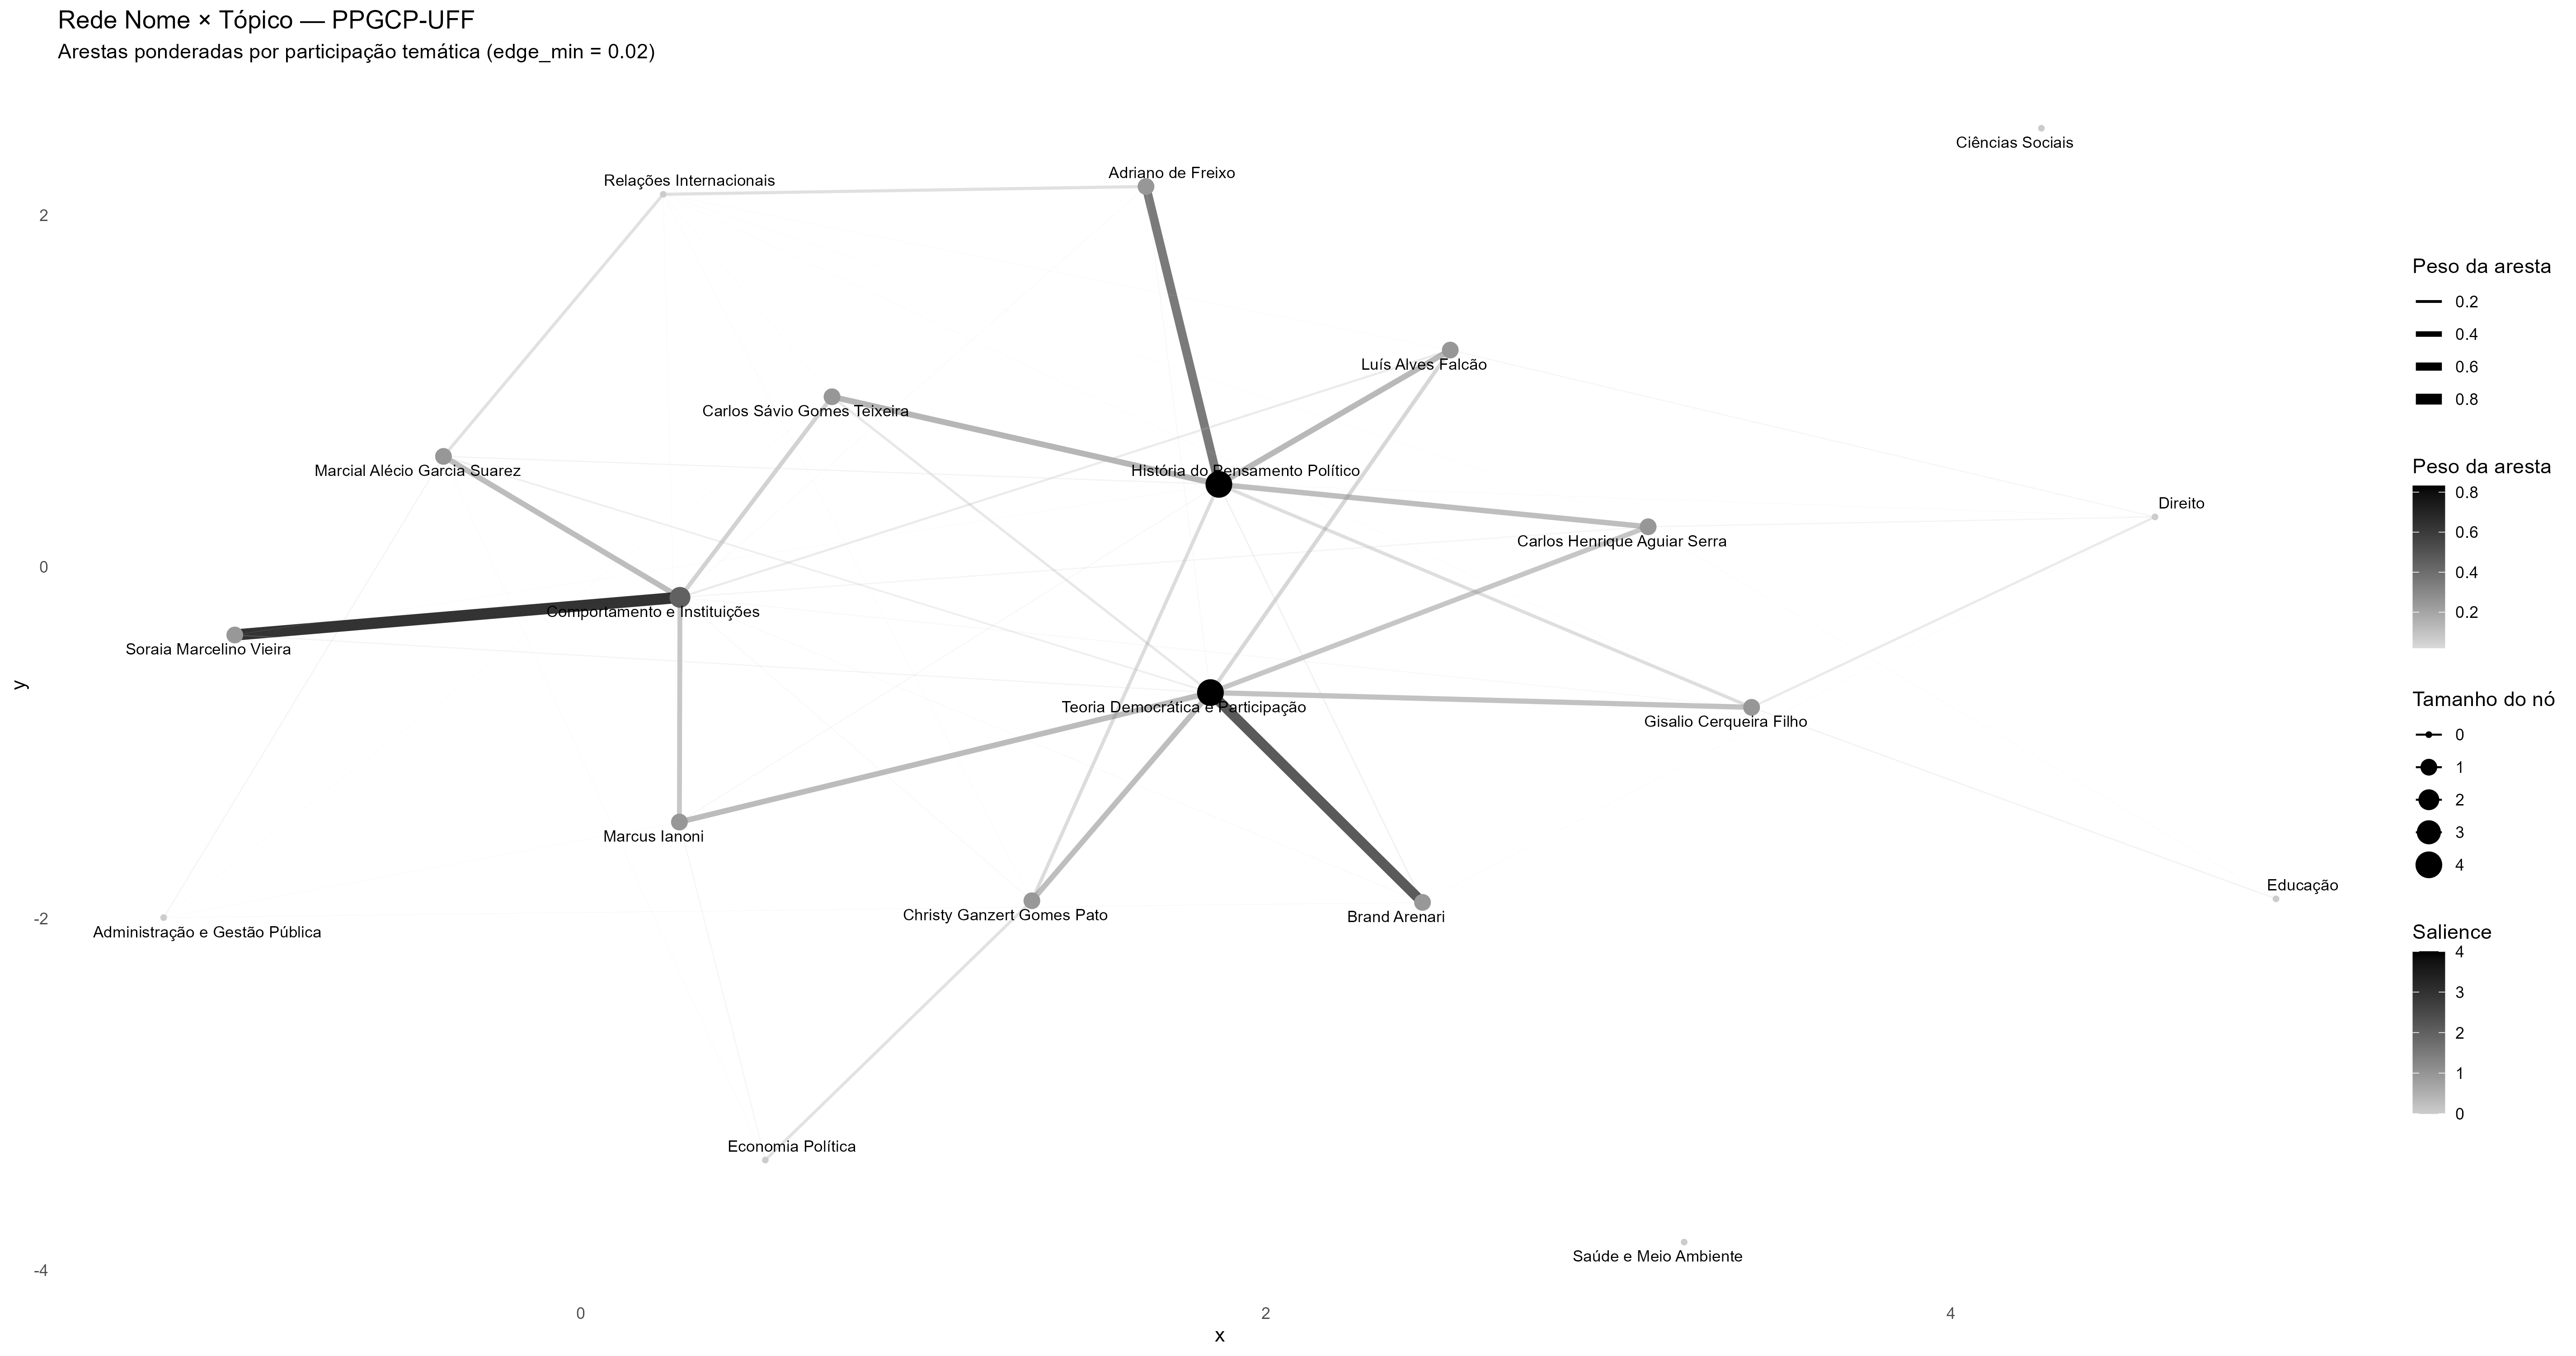 Rede Nome × Tópico — PPGCP-UFF
Arestas ponderadas por participação temática (edge_min = 0.02)
Ciências Sociais
Adriano de Freixo
Relações Internacionais
2
Luís Alves Falcão
Carlos Sávio Gomes Teixeira
Marcial Alécio Garcia Suarez
História do Pensamento Político
Direito
Carlos Henrique Aguiar Serra
0
Comportamento e Instituições
Soraia Marcelino Vieira
y
Teoria Democrática e Participação
Gisalio Cerqueira Filho
Marcus Ianoni
Educação
Christy Ganzert Gomes Pato
Brand Arenari
-2
Administração e Gestão Pública
Economia Política
Saúde e Meio Ambiente
-4
0
2
4
x
Peso da aresta
0.2
0.4
0.6
0.8
Peso da aresta
0.8
0.6
0.4
0.2
Tamanho do nó
0
1
2
3
4
Salience
4
3
2
1
0